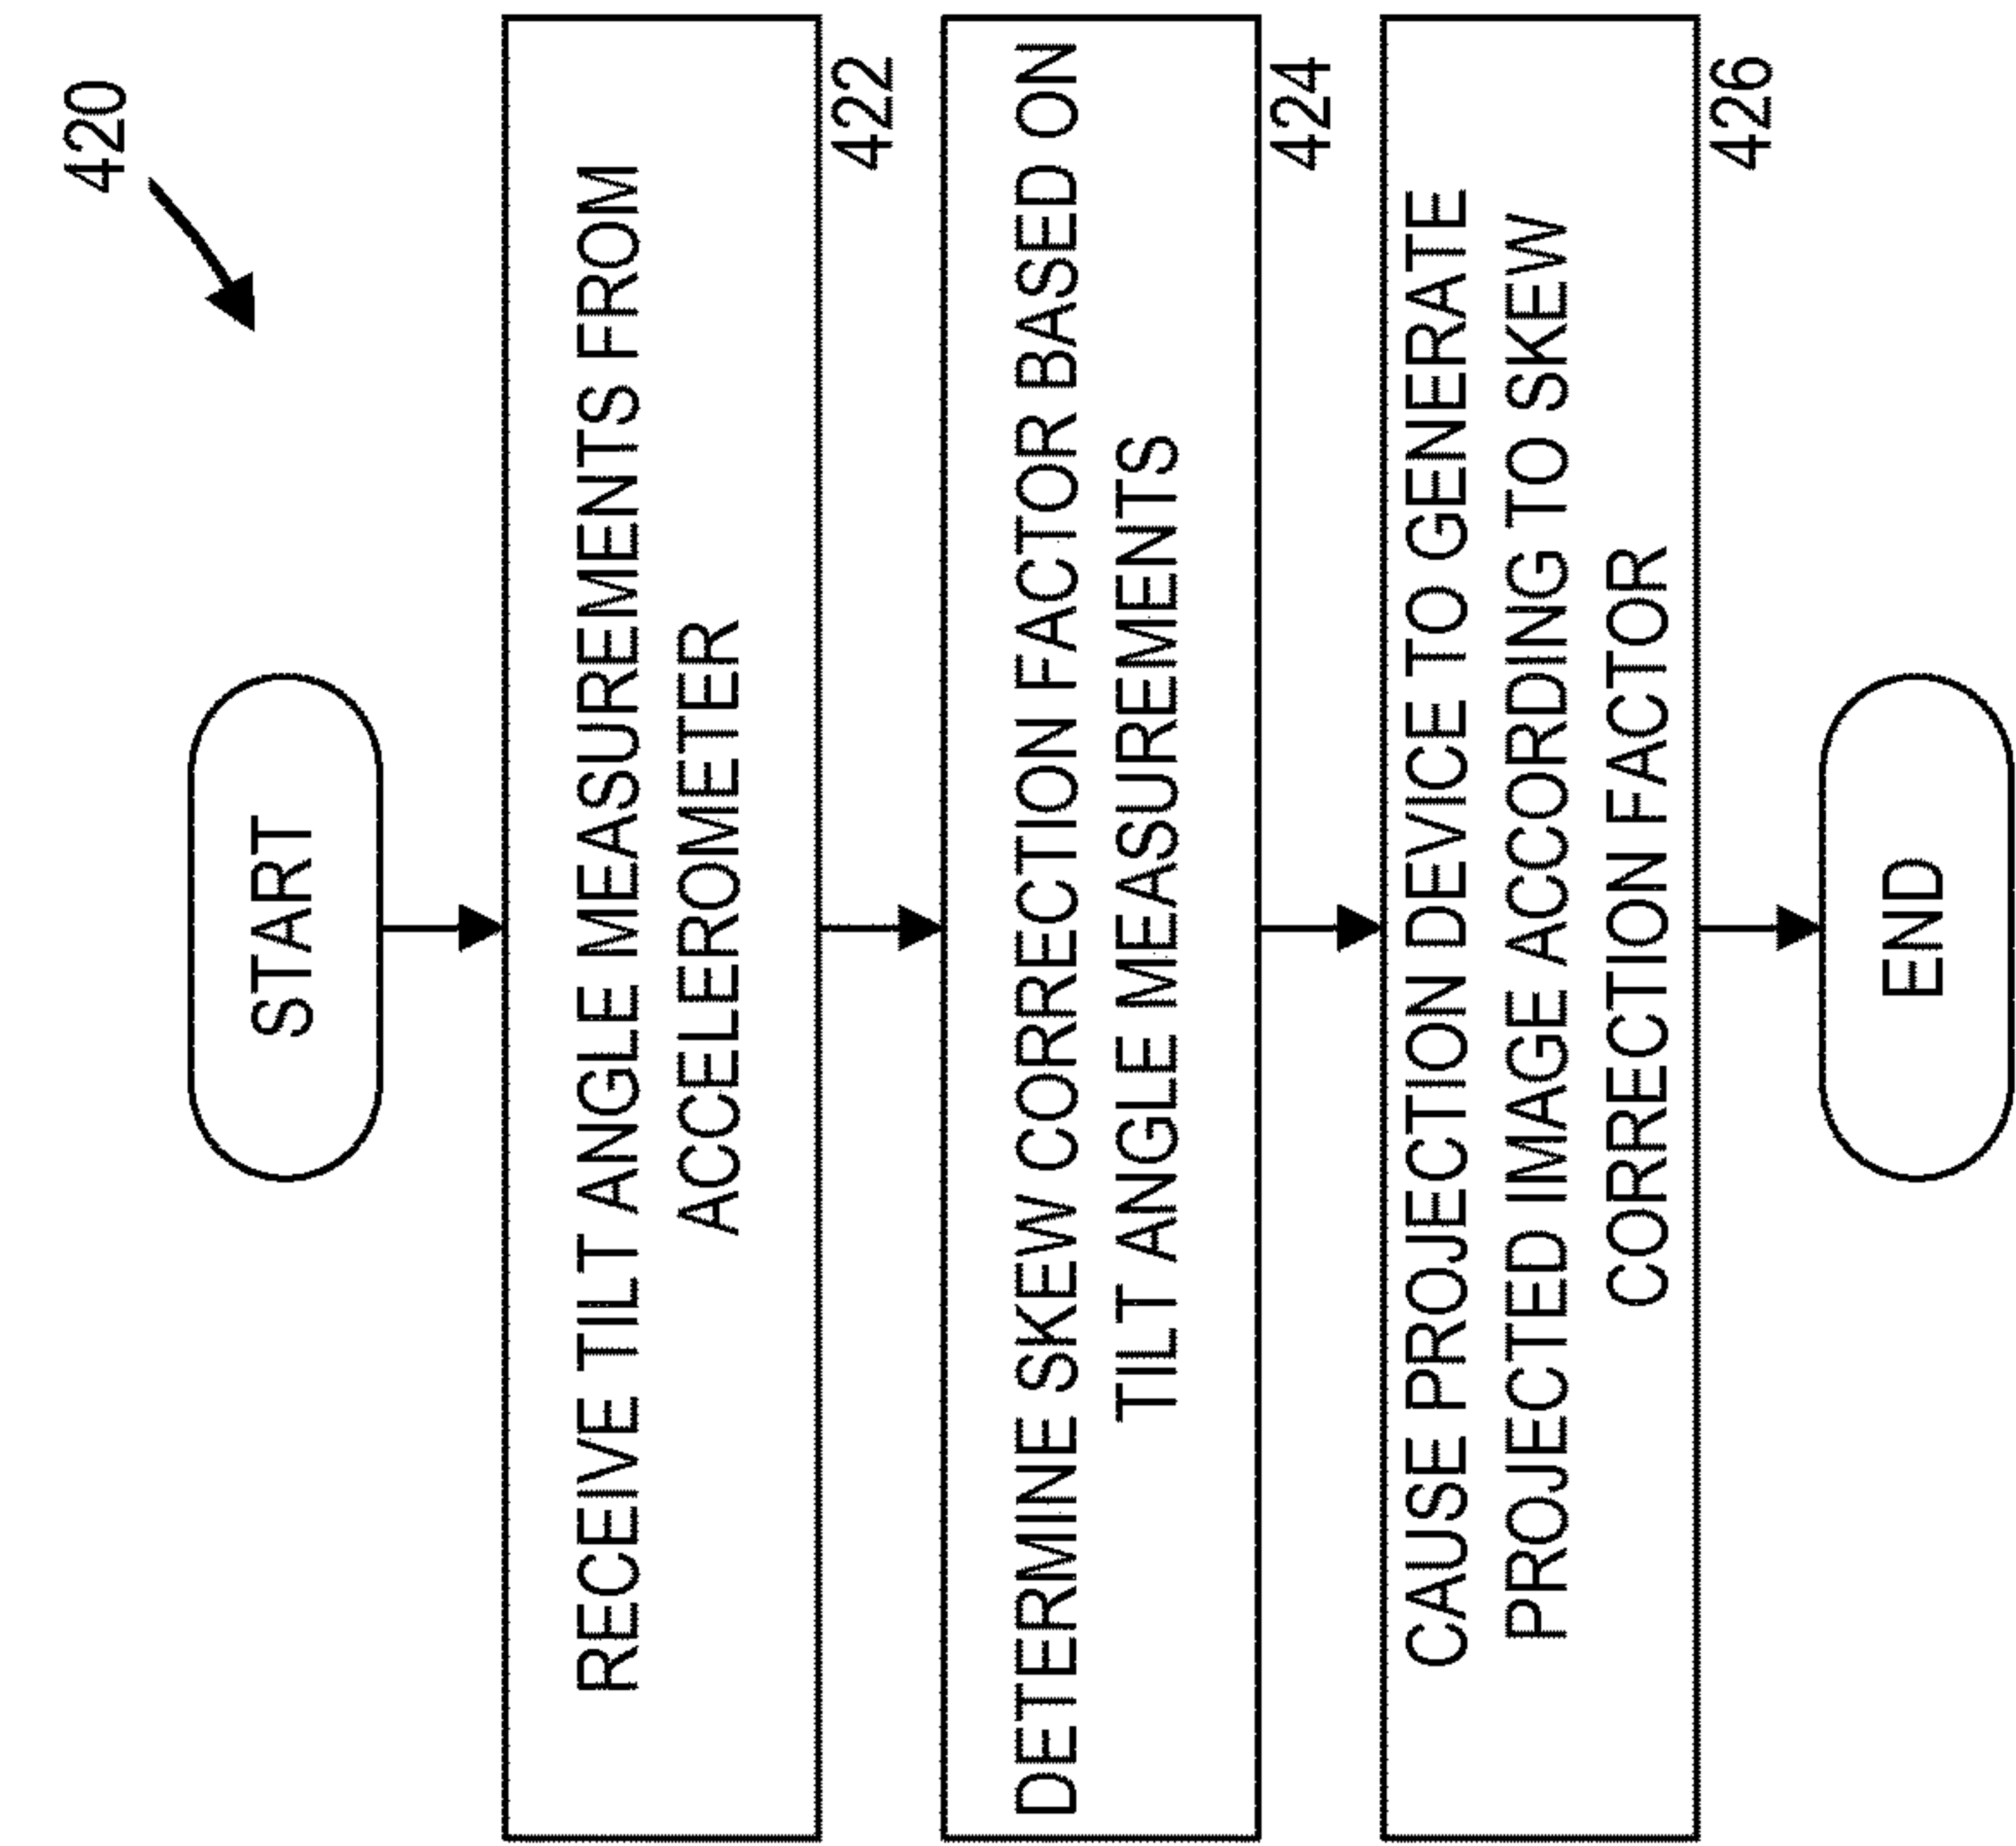 420
START
RECEIVE TILT ANGLE MEASUREMENTS FROM
ACCELEROMETER
422
DETERMINE SKEW CORRECTION FACTOR BASED ON
TILT ANGLE MEASUREMENTS
424
CAUSE PROJECTION DEVICE TO GENERATE
PROJECTED IMAGE ACCORDING TO SKEW
CORRECTION FACTOR
426
END